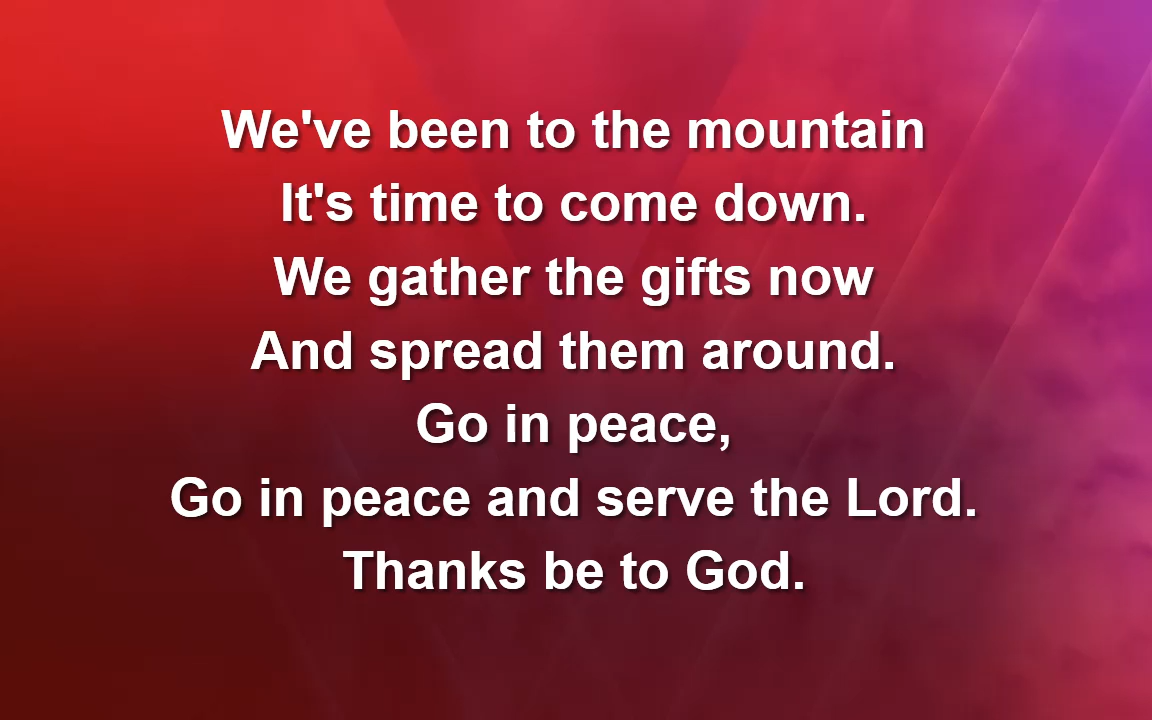 We've been to the mountain
It's time to come down.
We gather the gifts now
And spread them around.
Go in peace,
Go in peace and serve the Lord.
Thanks be to God.